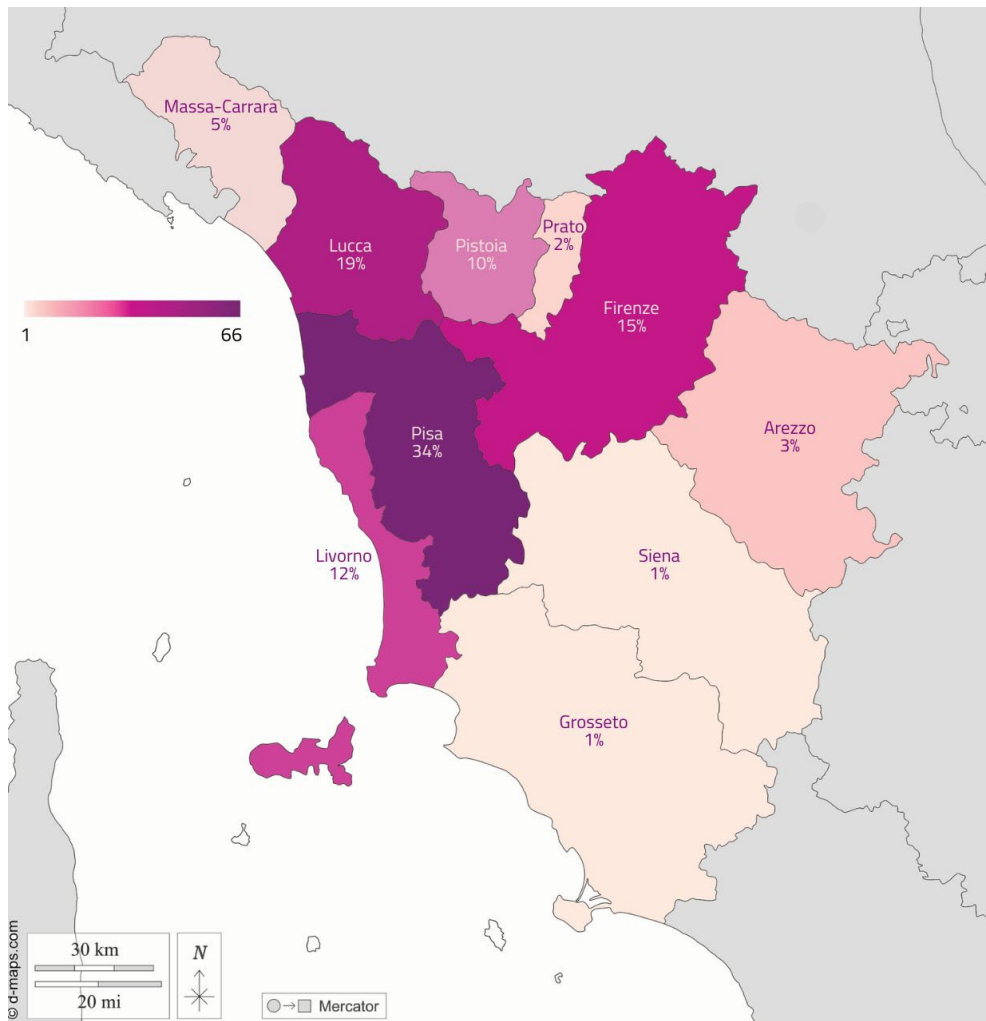 Massa-Carrara
5%
Lucca
19%
Pistoia
10%
Prato
2%
Firenze
15%
1
66
Pisa
34%
Arezzo
3%
Livorno
12%
Siena
1%
Grosseto
1%
© d-maps.com
30 km
20 mi
N
Mercator